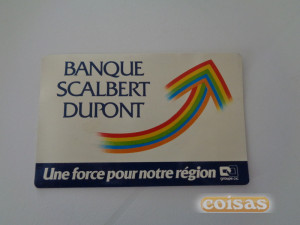 BANQUE
SCALBERT
DUPONT
Une force pour notre région
coisas